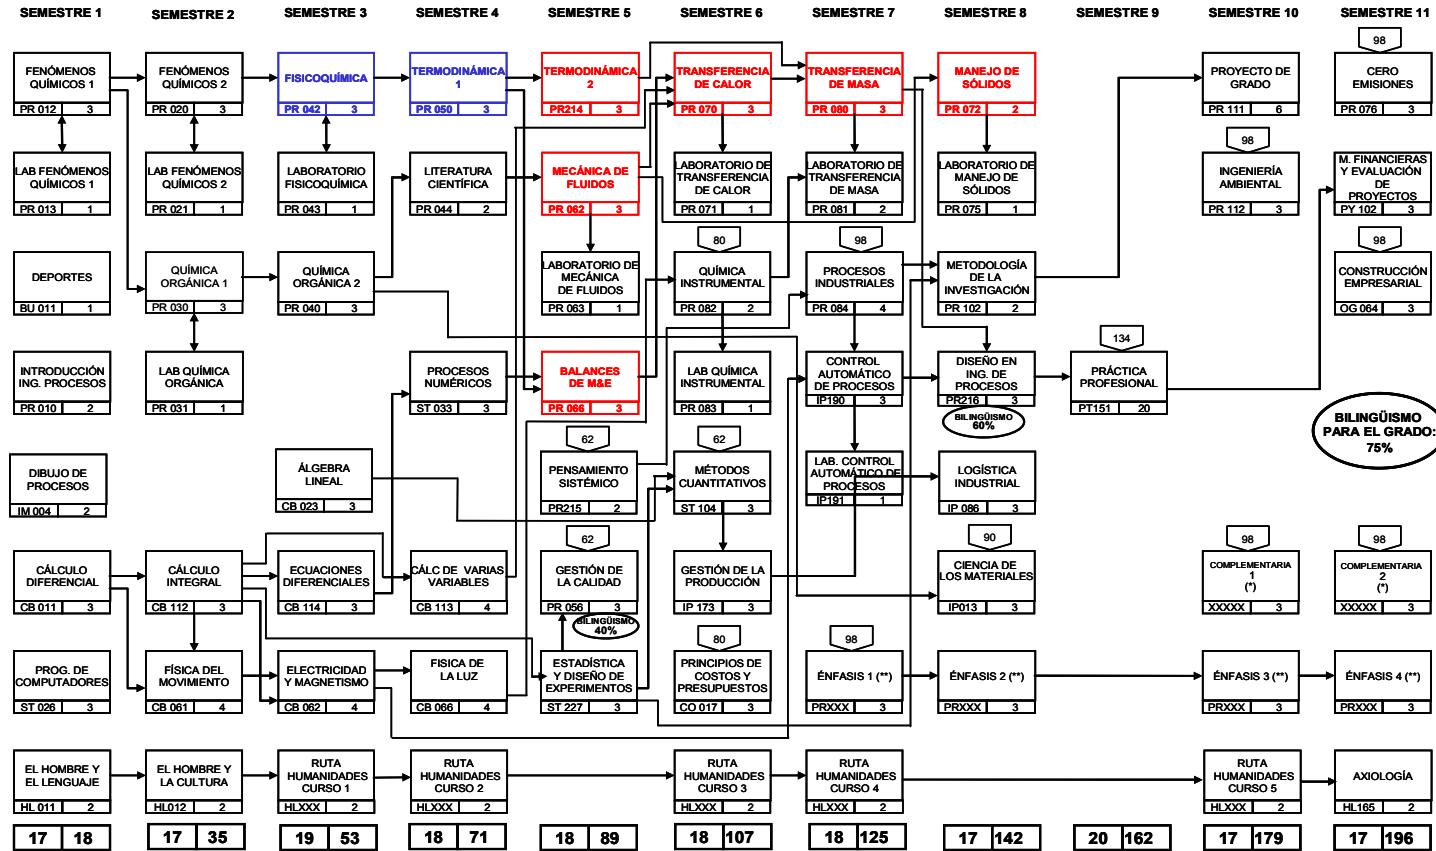 SEMESTRE 1
SEMESTRE 2
SEMESTRE 3
SEMESTRE 4
SEMESTRE 5
SEMESTRE 6
SEMESTRE 7
SEMESTRE 8
SEMESTRE 9
SEMESTRE 10
SEMESTRE 11
FENÓMENOS
QUÍMICOS 1
PR 012 3
FENÓMENOS
QUÍMICOS 2
PR 020 3
FISICOQUÍMICA
PR 042 3
TERMODINÁMICA
1
PR 050 3
TERMODINÁMICA
2
PR214 3
TRANSFERENCIA
DE CALOR
PR 070 3
TRANSFERENCIA
DE MASA
PR 080 3
MANEJO DE
SÓLIDOS
PR 072 2
PROYECTO DE
GRADO
PR 111 6
98
CERO
EMISIONES
PR 076 3
LAB FENÓMENOS
QUÍMICOS 1
PR 013 1
LAB FENÓMENOS
QUÍMICOS 2
PR 021 1
LABORATORIO
FISICOQUÍMICA
PR 043 1
LITERATURA
CIENTÍFICA
PR 044 2
MECÁNICA DE
FLUIDOS
PR 062 3
LABORATORIO DE
TRANSFERENCIA
DE CALOR
PR 071 1
LABORATORIO DE
TRANSFERENCIA
DE MASA
PR 081 2
LABORATORIO DE
MANEJO DE
SÓLIDOS
PR 075 1
98
INGENIERÍA
AMBIENTAL
PR 112 3
M. FINANCIERAS
Y EVALUACIÓN
DE
PROYECTOS
PY 102 3
DEPORTES
BU 011 1
QUÍMICA
ORGÁNICA 1
PR 030 3
QUÍMICA
ORGÁNICA 2
PR 040 3
LABORATORIO DE
MECÁNICA
DE FLUIDOS
PR 063 1
80
QUÍMICA
INSTRUMENTAL
PR 082 2
98
PROCESOS
INDUSTRIALES
PR 084 4
METODOLOGÍA
DE LA
INVESTIGACIÓN
PR 102 2
98
CONSTRUCCIÓN
EMPRESARIAL
OG 064 3
INTRODUCCIÓN
ING. PROCESOS
PR 010 2
LAB QUÍMICA
ORGÁNICA
PR 031 1
PROCESOS
NUMÉRICOS
ST 033 3
BALANCES
DE M&E
PR 066 3
LAB QUÍMICA
INSTRUMENTAL
PR 083 1
CONTROL
AUTOMÁTICO
DE PROCESOS
IP190 3
DISEÑO EN
ING. DE
PROCESOS
PR216 3
BILINGÜISMO
60%
134
PRÁCTICA
PROFESIONAL
PT151 20
BILINGÜISMO
PARA EL GRADO:
75%
DIBUJO DE
PROCESOS
IM 004 2
ÁLGEBRA
LINEAL
CB 023 3
62
PENSAMIENTO
SISTÉMICO
PR215 2
62
MÉTODOS
CUANTITATIVOS
ST 104 3
LAB. CONTROL
AUTOMÁTICO DE
PROCESOS
IP191 1
LOGÍSTICA
INDUSTRIAL
IP 086 3
CÁLCULO
DIFERENCIAL
CB 011 3
CÁLCULO
INTEGRAL
CB 112 3
ECUACIONES
DIFERENCIALES
CB 114 3
CÁLC DE VARIAS
VARIABLES
CB 113 4
62
GESTIÓN DE
LA CALIDAD
PR 056 3
BILINGÜISMO
40%
GESTIÓN DE LA
PRODUCCIÓN
IP 173 3
90
CIENCIA DE
LOS MATERIALES
IP013 3
98
COMPLEMENTARIA
1
(*)
XXXXX 3
98
COMPLEMENTARIA
2
(*)
XXXXX 3
PROG. DE
COMPUTADORES
ST 026 3
FÍSICA DEL
MOVIMIENTO
CB 061 4
ELECTRICIDAD
Y MAGNETISMO
CB 062 4
FISICA DE
LA LUZ
CB 066 4
ESTADÍSTICA
Y DISEÑO DE
EXPERIMENTOS
ST 227 3
80
PRINCIPIOS DE
COSTOS Y
PRESUPUESTOS
CO 017 3
98
ÉNFASIS 1 (**)
PRXXX 3
ÉNFASIS 2 (**)
PRXXX 3
ÉNFASIS 3 (**)
PRXXX 3
ÉNFASIS 4 (**)
PRXXX 3
EL HOMBRE Y
EL LENGUAJE
HL 011 2
EL HOMBRE Y
LA CULTURA
HL012 2
RUTA
HUMANIDADES
CURSO 1
HLXXX 2
RUTA
HUMANIDADES
CURSO 2
HLXXX 2
RUTA
HUMANIDADES
CURSO 3
HLXXX 2
RUTA
HUMANIDADES
CURSO 4
HLXXX 2
RUTA
HUMANIDADES
CURSO 5
HLXXX 2
AXIOLOGÍA
HL165 2
17 18
17 35
19 53
18 71
18 89
18 107
18 125
17 142
20 162
17 179
17 196